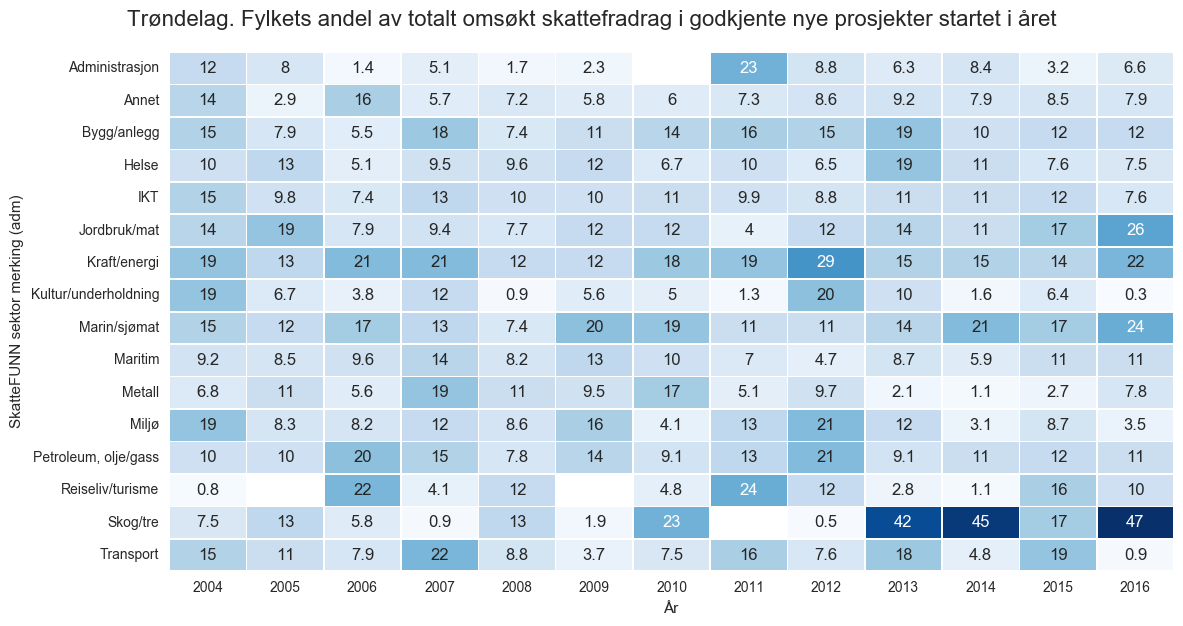 Trøndelag. Fylkets andel av totalt omsøkt skattefradrag i godkjente nye prosjekter startet i året
SkatteFUNN sektor merking (adm)
Administrasjon 12 8 1.4 5.1 1.7 2.3 23 8.8 6.3 8.4 3.2 6.6
Annet 14 2.9 16 5.7 7.2 5.8 6 7.3 8.6 9.2 7.9 8.5 7.9
Bygg/anlegg 15 7.9 5.5 18 7.4 11 14 16 15 19 10 12 12
Helse 10 13 5.1 9.5 9.6 12 6.7 10 6.5 19 11 7.6 7.5
IKT 15 9.8 7.4 13 10 10 11 9.9 8.8 11 11 12 7.6
Jordbruk/mat 14 19 7.9 9.4 7.7 12 12 4 12 14 11 17 26
Kraft/energi 19 13 21 21 12 12 18 19 29 15 15 14 22
Kultur/underholdning 19 6.7 3.8 12 0.9 5.6 5 1.3 20 10 1.6 6.4 0.3
Marin/sjømat 15 12 17 13 7.4 20 19 11 11 14 21 17 24
Maritim 9.2 8.5 9.6 14 8.2 13 10 7 4.7 8.7 5.9 11 11
Metall 6.8 11 5.6 19 11 9.5 17 5.1 9.7 2.1 1.1 2.7 7.8
Miljø 19 8.3 8.2 12 8.6 16 4.1 13 21 12 3.1 8.7 3.5
Petroleum, olje/gass 10 10 20 15 7.8 14 9.1 13 21 9.1 11 12 11
Reiseliv/turisme 0.8 22 4.1 12 4.8 24 12 2.8 1.1 16 10
Skog/tre 7.5 13 5.8 0.9 13 1.9 23 0.5 42 45 17 47
Transport 15 11 7.9 22 8.8 3.7 7.5 16 7.6 18 4.8 19 0.9
2004 2005 2006 2007 2008 2009 2010 2011 2012 2013 2014 2015 2016
År